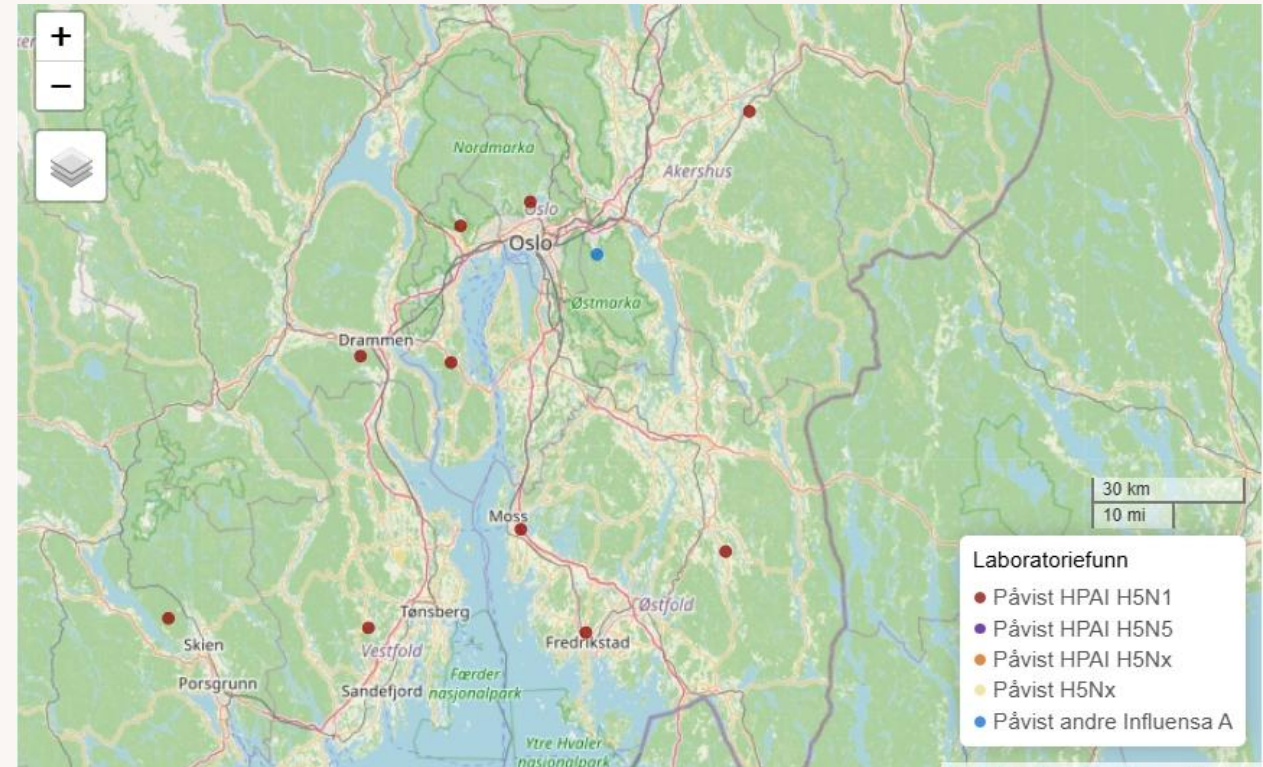 +
−
Nordmarka
Akershus
Oslo
Oslo
Østmarka
Drammen
Moss
Tønsberg
Østfold
Fredrikstad
Skien
Vestfold
Porsgrunn
Sandefjord
Færder
nasjonalpark
Ytre Hvaler
nasjonalpark
30 km
10 mi
Laboratoriefunn
Påvist HPAI H5N1
Påvist HPAI H5N5
Påvist HPAI H5Nx
Påvist H5Nx
Påvist andre Influensa A